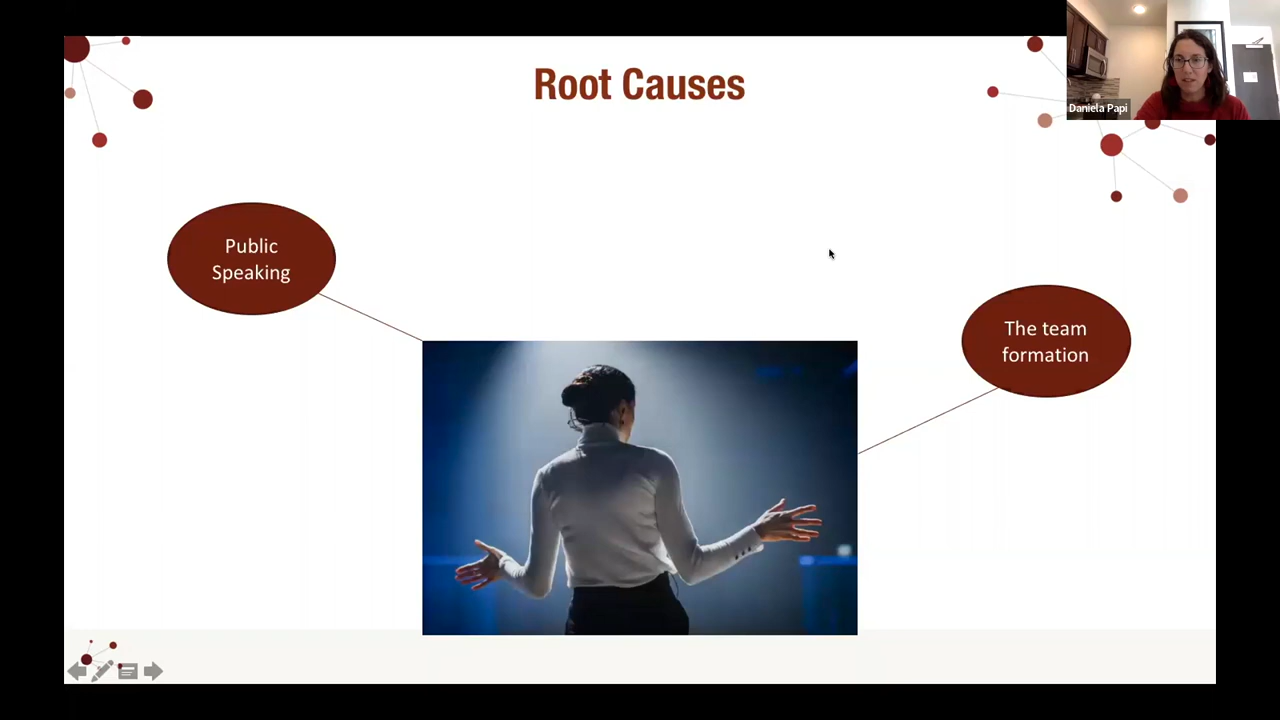 Root Causes
Daniela Papi
Public
Speaking
The team
formation